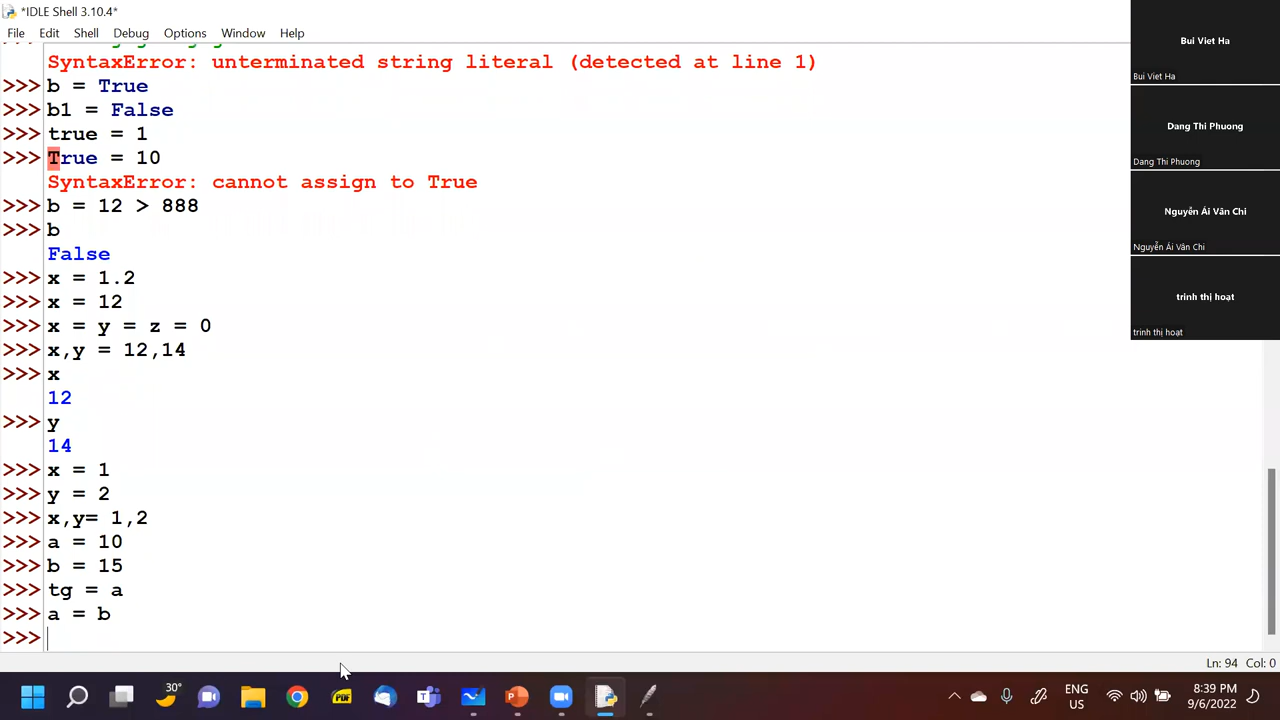 *IDLE Shell 3.10.4*
File Edit Shell Debug Options Window Help
SyntaxError: unterminated string literal (detected at line 1)
>>> b = True
>>> b1 = False
>>> true = 1
>>> True = 10
SyntaxError: cannot assign to True
>>> b = 12 > 888
>>> b
False
>>> x = 1.2
>>> x = 12
>>> x = y = z = 0
>>> x,y = 12,14
>>> x
12
>>> y
14
>>> x = 1
>>> y = 2
>>> x,y= 1,2
>>> a = 10
>>> b = 15
>>> tg = a
>>> a = b
>>>
Ln: 94 Col: 0
Bui Viet Ha
Bui Viet Ha
Dang Thi Phuong
Dang Thi Phuong
Nguyễn Ái Vân Chi
Nguyễn Ái Vân Chi
trinh thị hoạt
trinh thị hoạt
30°
PDF
ENG
US
8:39 PM
9/6/2022